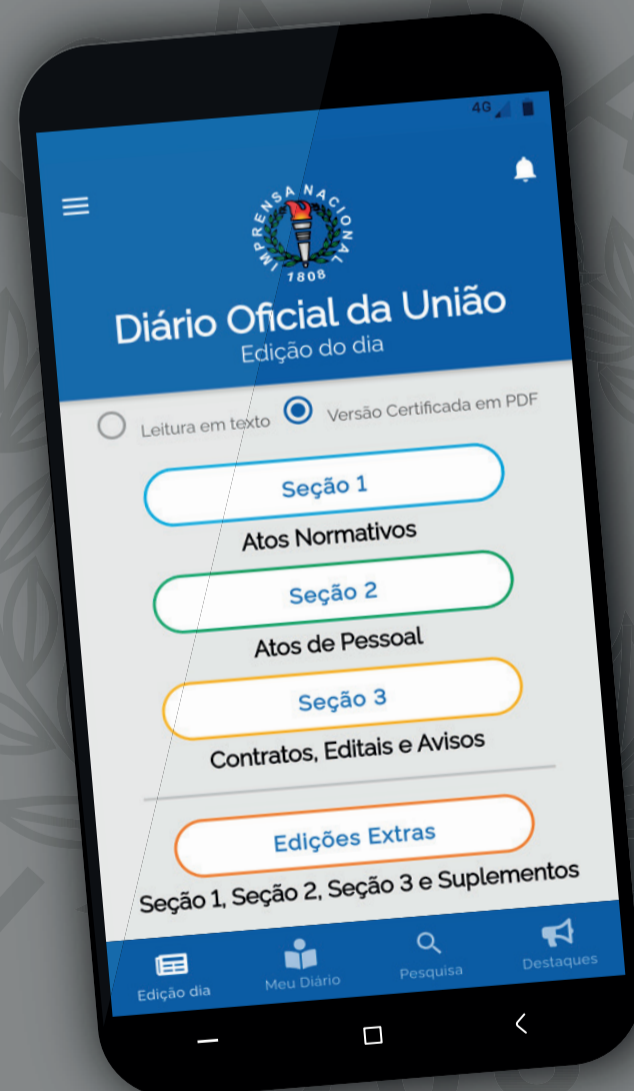 4G
IMPRENSA NACIONAL
1808
Diário Oficial da União
Edição do dia
Leitura em texto Versão Certificada em PDF
Seção 1
Atos Normativos
Seção 2
Atos de Pessoal
Seção 3
Contratos, Editais e Avisos
Edições Extras
Seção 1, Seção 2, Seção 3 e Suplementos
Edição dia Meu Diário Pesquisa Destaques